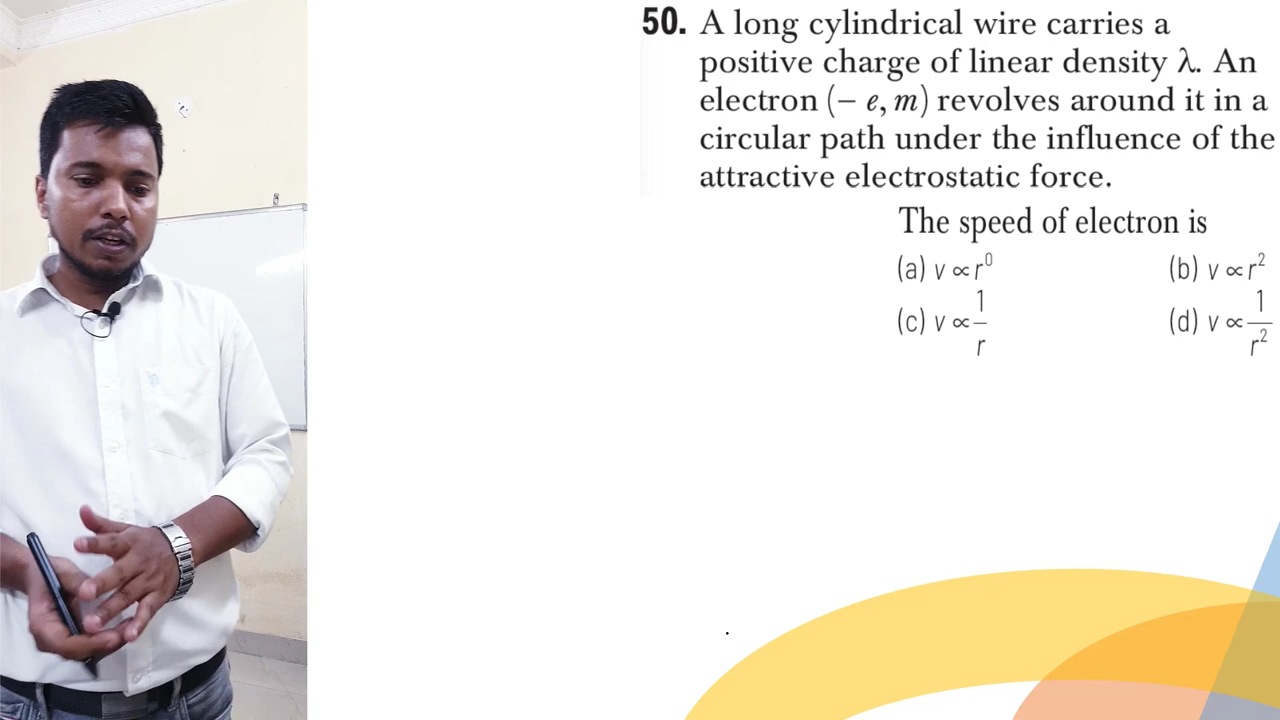 50. A long cylindrical wire carries a
positive charge of linear density λ. An
electron (– e, m) revolves around it in a
circular path under the influence of the
attractive electrostatic force.
The speed of electron is
(a) v ∝ r⁰ (b) v ∝ r²
(c) v ∝ 1/r (d) v ∝ 1/r²